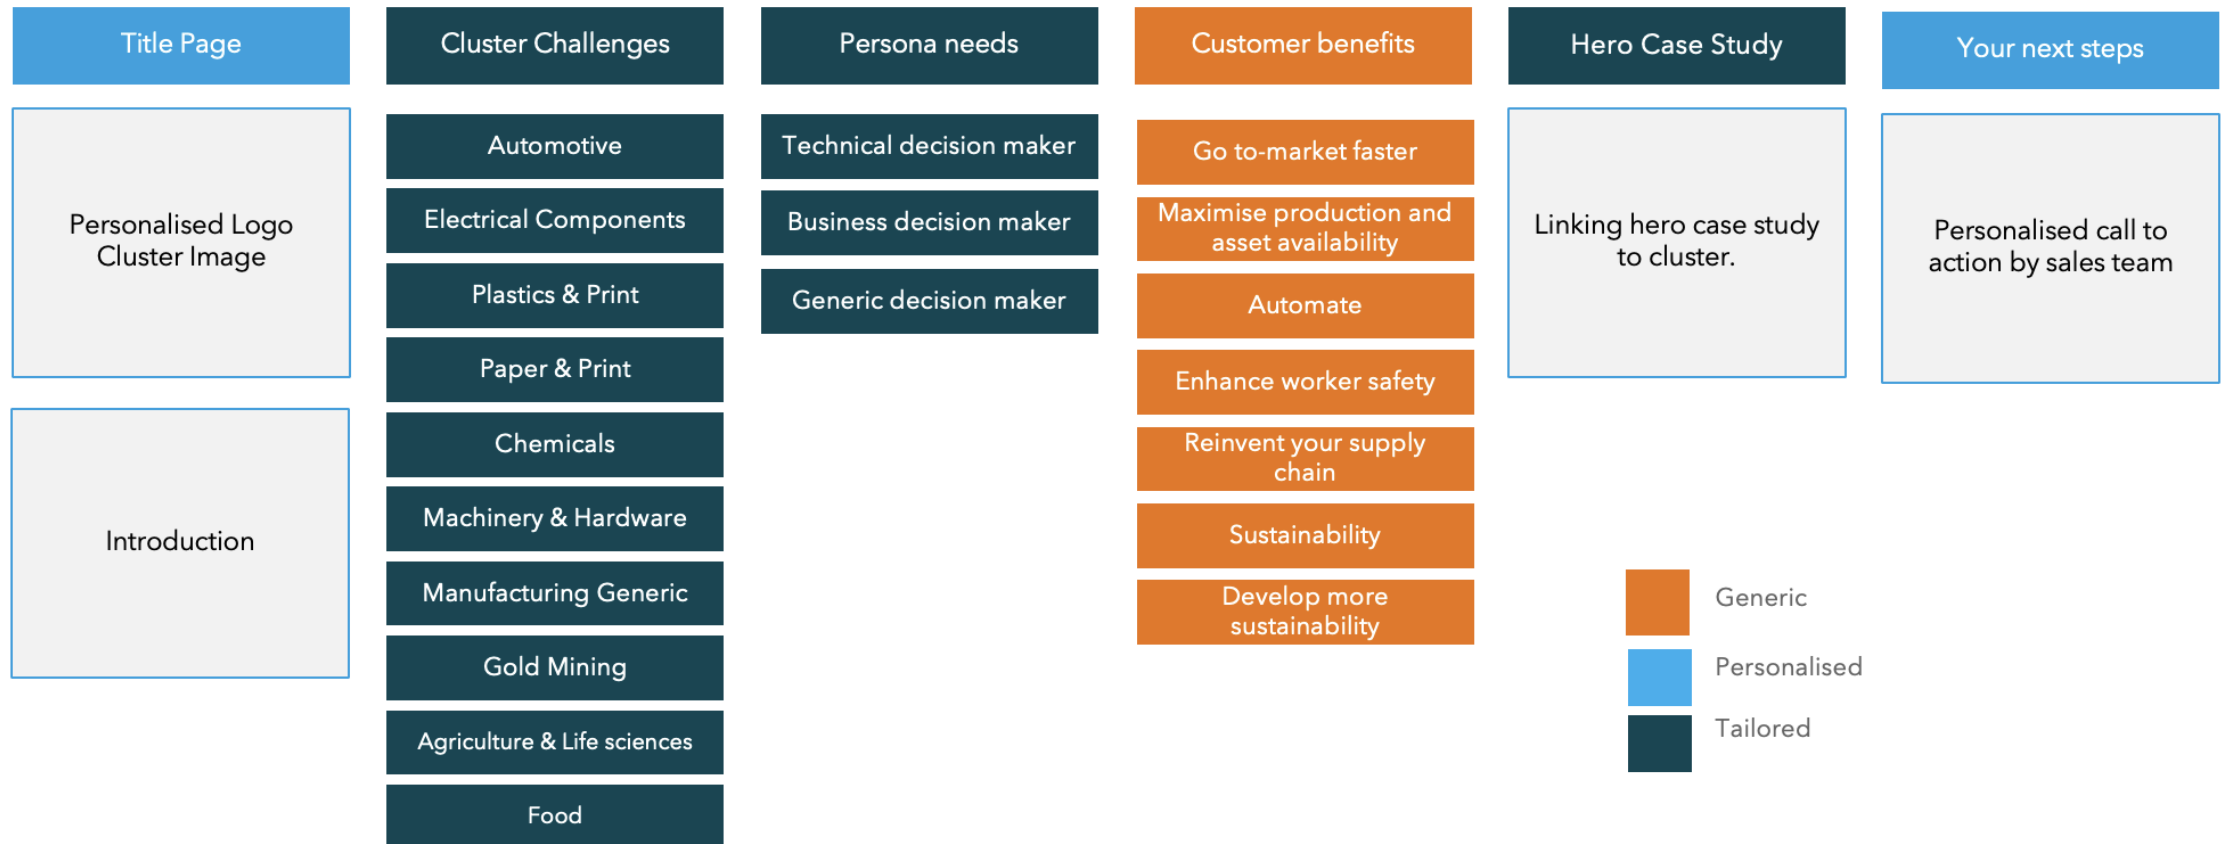 Title Page
Cluster Challenges
Persona needs
Customer benefits
Hero Case Study
Your next steps
Personalised Logo
Cluster Image
Introduction
Automotive
Electrical Components
Plastics & Print
Paper & Print
Chemicals
Machinery & Hardware
Manufacturing Generic
Gold Mining
Agriculture & Life sciences
Food
Technical decision maker
Business decision maker
Generic decision maker
Go to-market faster
Maximise production and
asset availability
Automate
Enhance worker safety
Reinvent your supply
chain
Sustainability
Develop more
sustainability
Linking hero case study
to cluster.
Personalised call to
action by sales team
Generic
Personalised
Tailored